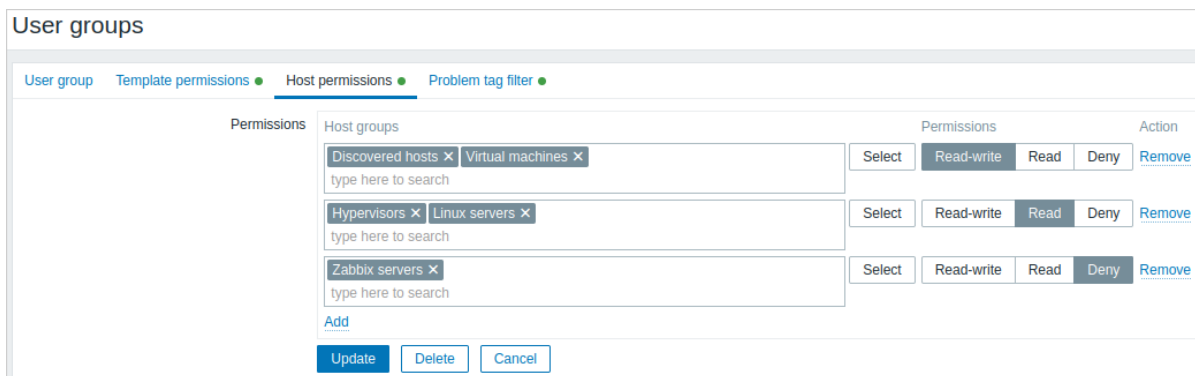 User groups
User group Template permissions Host permissions Problem tag filter
Permissions Host groups Permissions Action
Discovered hosts ✕ Virtual machines ✕ Select Read-write Read Deny Remove
type here to search
Hypervisors ✕ Linux servers ✕ Select Read-write Read Deny Remove
type here to search
Zabbix servers ✕ Select Read-write Read Deny Remove
type here to search
Add
Update Delete Cancel